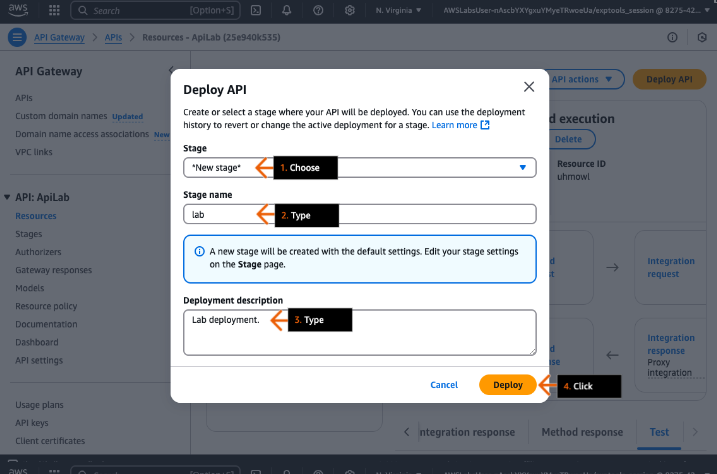 aws
Search
[Option+S]
N. Virginia
AWSLabsUser-nAscbYXYgxuYMyeTRwoeUa/exptools_session @ 8275-42...
API Gateway
APIs
Resources - ApiLab (25e940k535)
API Gateway
APIs
Custom domain names Updated
Domain name access associations New
VPC links
API: ApiLab
Resources
Stages
Authorizers
Gateway responses
Models
Resource policy
Documentation
Dashboard
API settings
Usage plans
API keys
Client certificates
API actions
Deploy API
d execution
Delete
Resource ID
uhmowl
Deploy API
Create or select a stage where your API will be deployed. You can use the deployment
history to revert or change the active deployment for a stage. Learn more
Stage
*New stage*
1. Choose
Stage name
lab
2. Type
A new stage will be created with the default settings. Edit your stage settings
on the Stage page.
Deployment description
Lab deployment.
3. Type
Cancel
Deploy
4. Click
Integration
request
Integration
response
Proxy
integration
ntegration response
Method response
Test